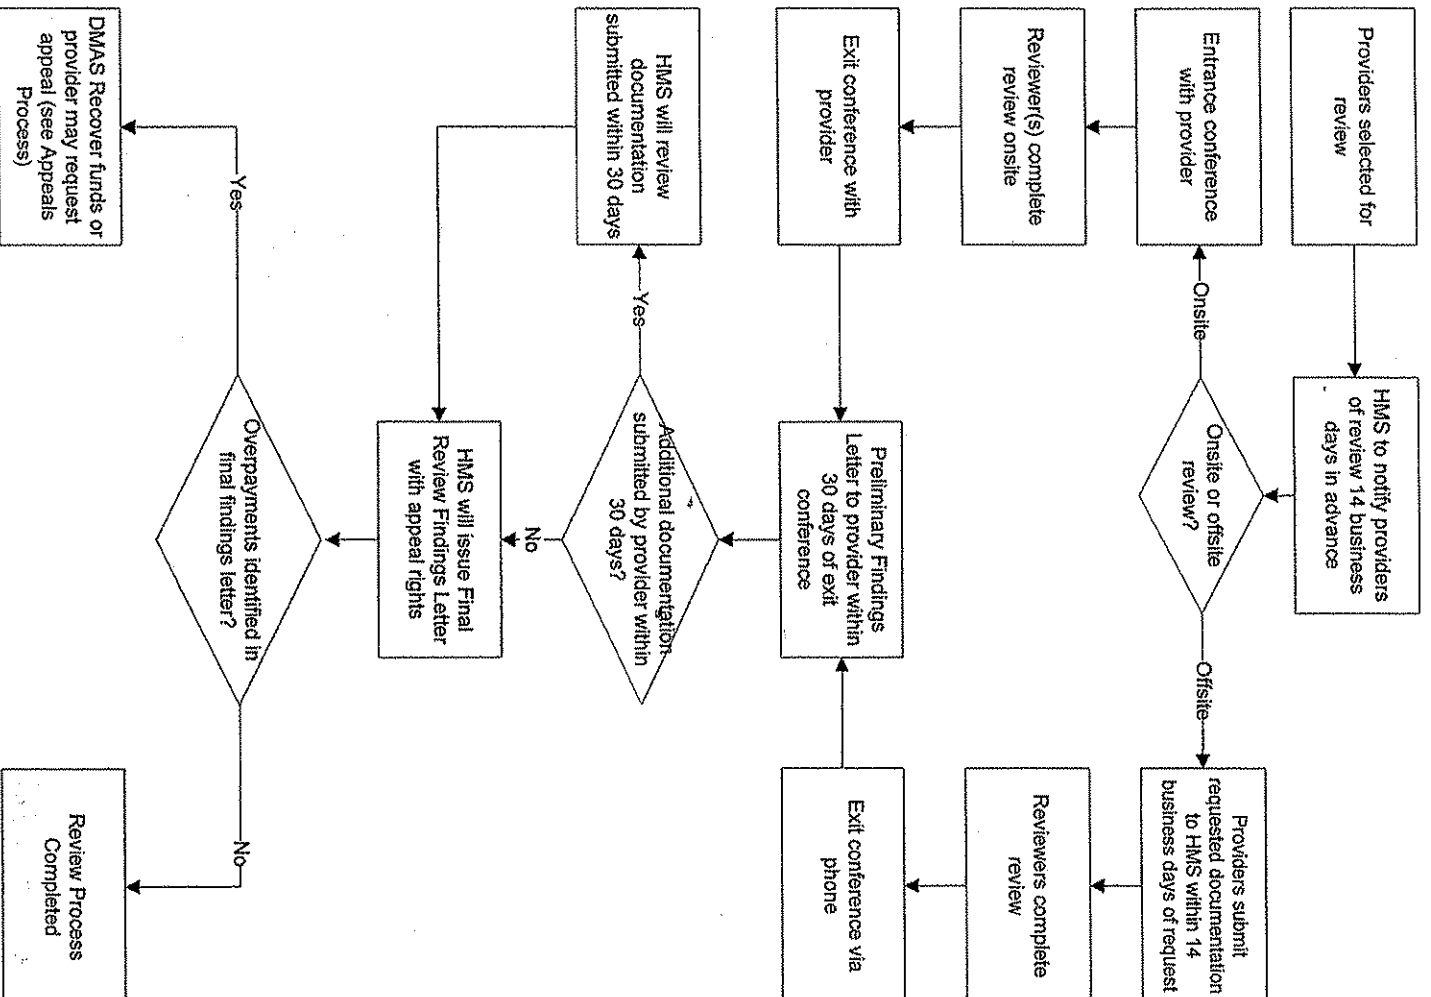 Providers selected for
review
HMS to notify providers
of review 14 business
days in advance
Onsite or offsite
review?
Onsite
Offsite
Entrance conference
with provider
Providers submit
requested documentation
to HMS within 14
business days of request
Reviewer(s) complete
review onsite
Reviewers complete
review
Exit conference with
provider
Preliminary Findings
Letter to provider within
30 days of exit
conference
Exit conference via
phone
Additional documentation
submitted by provider within
30 days?
Yes
No
HMS will review
documentation
submitted within 30 days
HMS will issue Final
Review Findings Letter
with appeal rights
Overpayments identified in
final findings letter?
Yes
No
DMAS Recover funds or
provider may request
appeal (see Appeals
Process)
Review Process
Completed